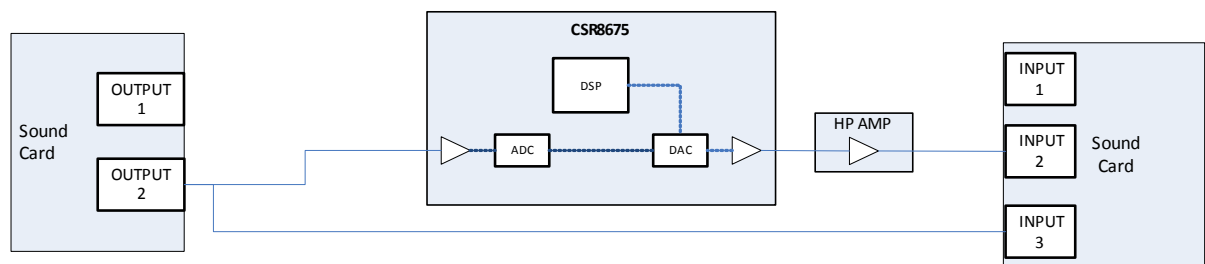 CSR8675
OUTPUT
1
Sound
Card
OUTPUT
2
DSP
ADC
DAC
HP AMP
INPUT
1
INPUT
2
Sound
Card
INPUT
3